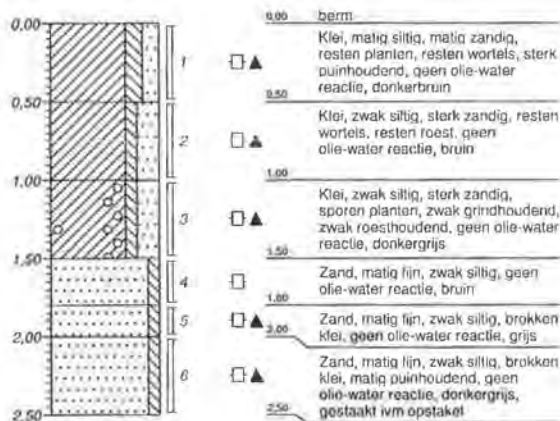 0.00
0,50
1.00
1.50
2.00
2.50
1
2
3
4
5
6
0.00 berm
Klei, matig siltig, matig zandig,
resten planten, resten wortels, sterk
puinhoudend, geen olie-water
reactie, donkerbruin
0.50
Klei, zwak siltig, sterk zandig, resten
wortels, resten roest, geen
olie-water reactie, bruin
1.00
Klei, zwak siltig, sterk zandig,
sporen planten, zwak grindhoudend,
zwak roesthoudend, geen olie-water
reactie, donkergrijs
1.50
Zand, matig fijn, zwak siltig, geen
olie-water reactie, bruin
1.80
Zand, matig fijn, zwak siltig, brokken
klei, geen olie-water reactie, grijs
2.00
Zand, matig fijn, zwak siltig, brokken
klei, matig puinhoudend, geen
olie-water reactie, donkergrijs,
gestaakt ivm opstaket
2.50